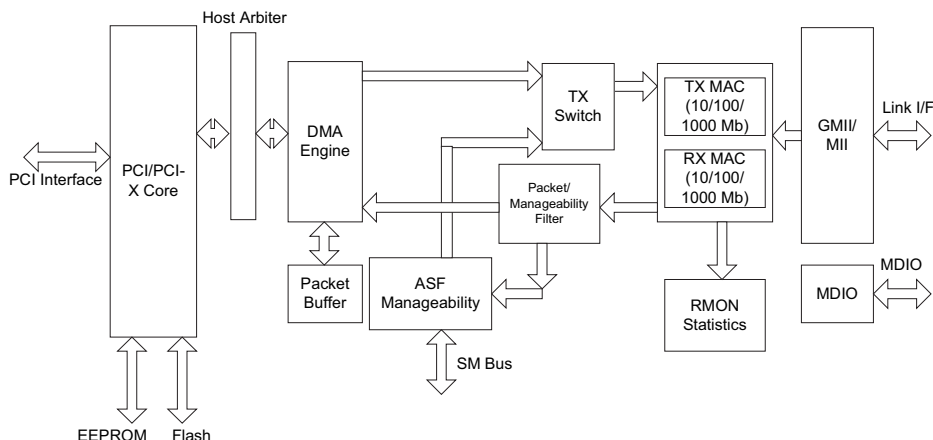 Host Arbiter
PCI Interface
PCI/PCI-
X Core
DMA
Engine
TX
Switch
TX MAC
(10/100/
1000 Mb)
RX MAC
(10/100/
1000 Mb)
GMII/
MII
Link I/F
Packet/
Manageability
Filter
Packet
Buffer
ASF
Manageability
SM Bus
RMON
Statistics
MDIO
MDIO
EEPROM
Flash